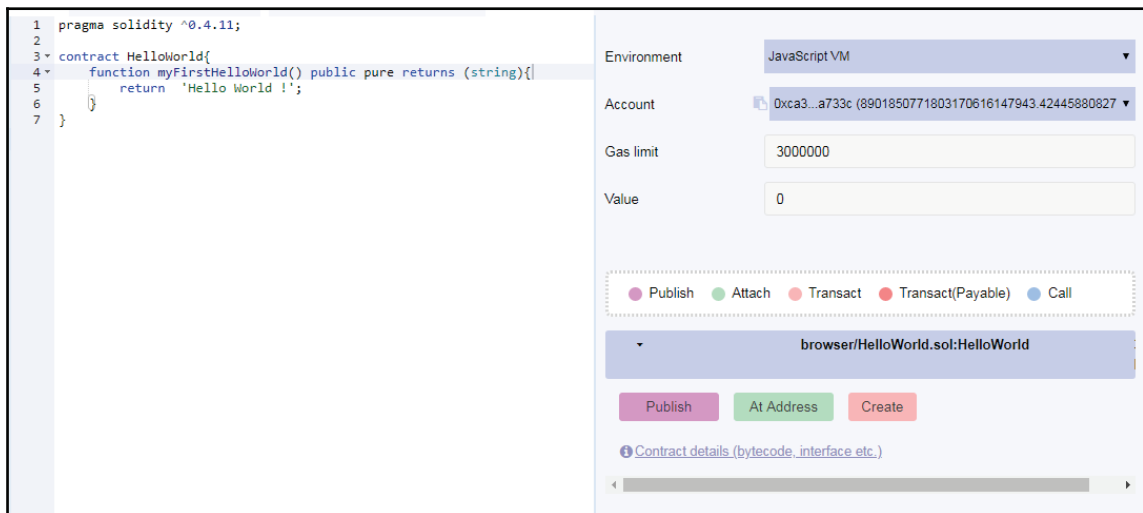 1 pragma solidity ^0.4.11;
2
3 contract HelloWorld{
4 function myFirstHelloWorld() public pure returns (string){
5 return 'Hello World !';
6 }
7 }
Environment JavaScript VM
Account 0xca3...a733c (8901850771803170616147943.42445880827
Gas limit 3000000
Value 0
Publish Attach Transact Transact(Payable) Call
browser/HelloWorld.sol:HelloWorld
Publish At Address Create
Contract details (bytecode, interface etc.)